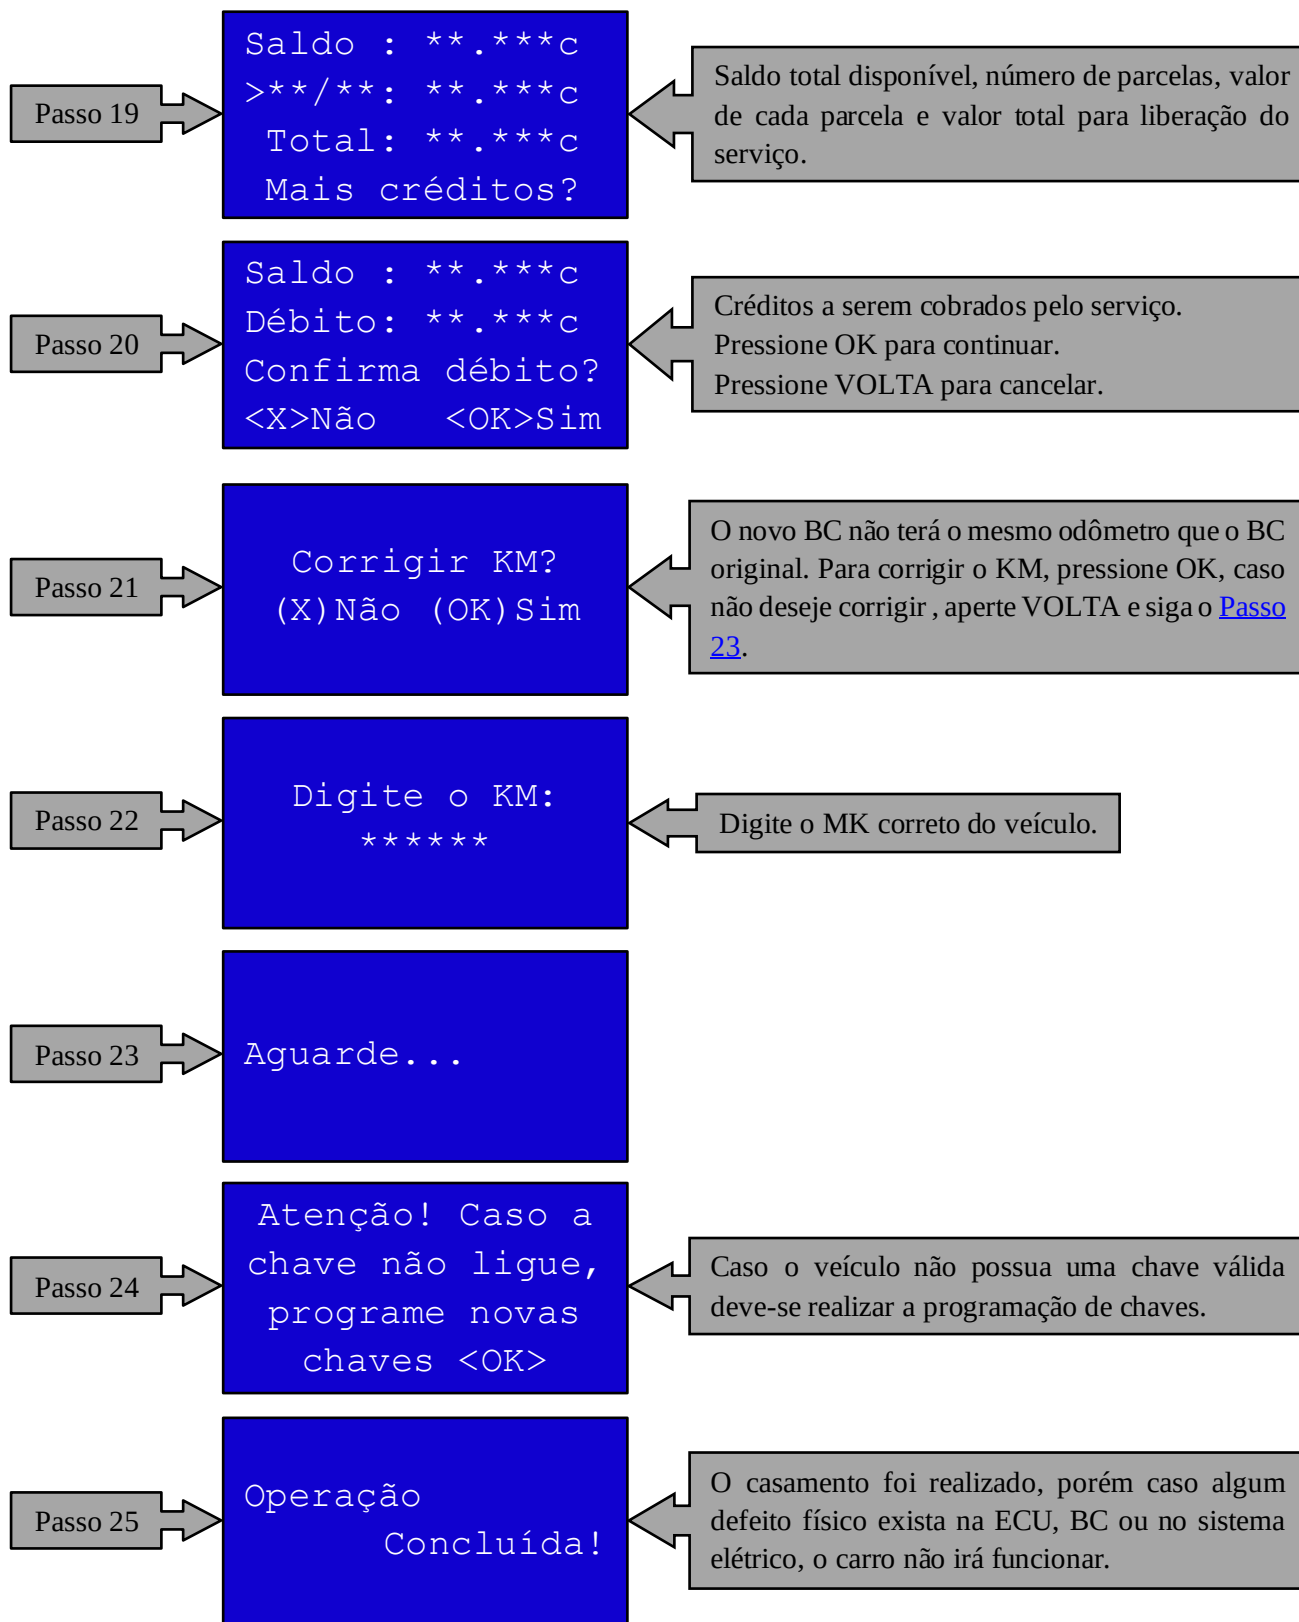 Passo 19
Saldo : **.***c
>**/**: **.***c
Total: **.***c
Mais créditos?
Saldo total disponível, número de parcelas, valor
de cada parcela e valor total para liberação do
serviço.
Passo 20
Saldo : **.***c
Débito: **.***c
Confirma débito?
<X>Não <OK>Sim
Créditos a serem cobrados pelo serviço.
Pressione OK para continuar.
Pressione VOLTA para cancelar.
Passo 21
Corrigir KM?
(X)Não (OK)Sim
O novo BC não terá o mesmo odômetro que o BC
original. Para corrigir o KM, pressione OK, caso
não deseje corrigir , aperte VOLTA e siga o Passo
23.
Passo 22
Digite o KM:
******
Digite o MK correto do veículo.
Passo 23
Aguarde...
Passo 24
Atenção! Caso a
chave não ligue,
programe novas
chaves <OK>
Caso o veículo não possua uma chave válida
deve-se realizar a programação de chaves.
Passo 25
Operação
Concluída!
O casamento foi realizado, porém caso algum
defeito físico exista na ECU, BC ou no sistema
elétrico, o carro não irá funcionar.